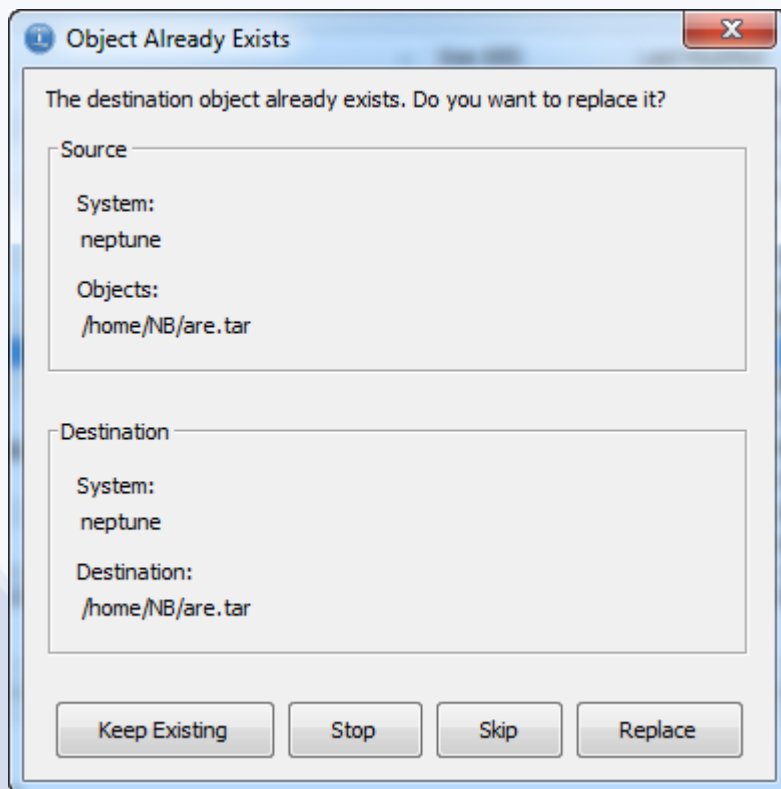 Object Already Exists
The destination object already exists. Do you want to replace it?
Source
System:
neptune
Objects:
/home/NB/are.tar
Destination
System:
neptune
Destination:
/home/NB/are.tar
Keep Existing Stop Skip Replace